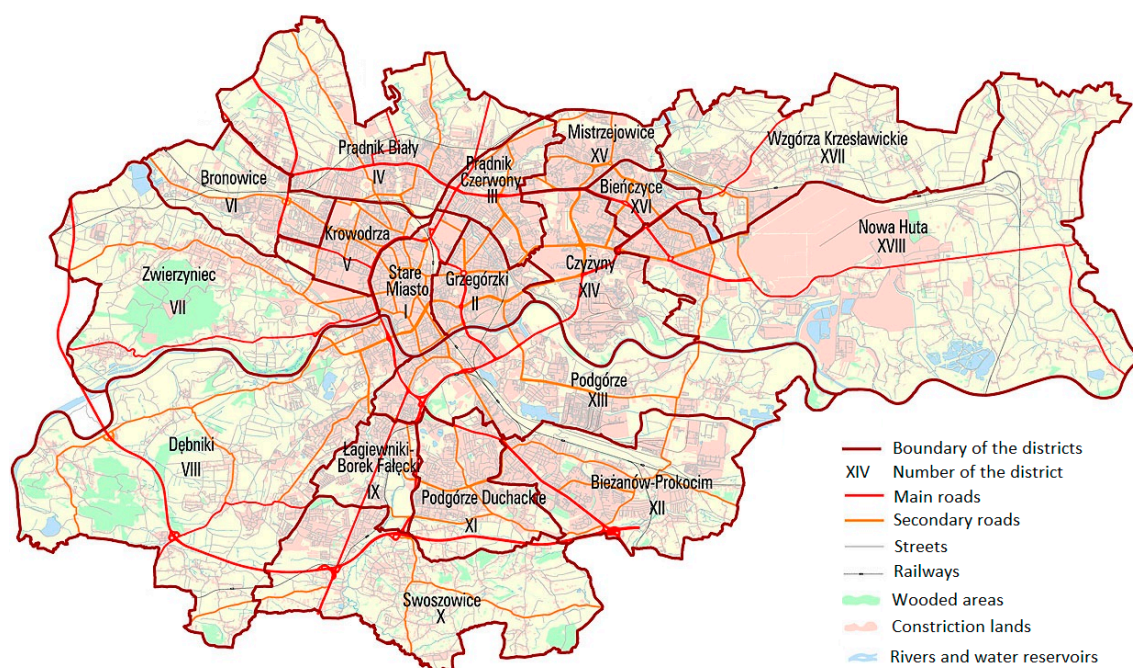 Prądnik Biały
IV
Bronowice
VI
Prądnik
Czerwony
III
Mistrzejowice
XV
Wzgórza Krzesławickie
XVII
Bieńczyce
XVI
Nowa Huta
XVIII
Krowodrza
V
Zwierzyniec
VII
Stare
Miasto
I
Grzegórzki
II
Czyżyny
XIV
Podgórze
XIII
Dębniki
VIII
Łagiewniki-
Borek Fałęcki
IX
Podgórze Duchackie
XI
Bieżanów-Prokocim
XII
Swoszowice
X
Boundary of the districts
XIV Number of the district
Main roads
Secondary roads
Streets
Railways
Wooded areas
Constriction lands
Rivers and water reservoirs